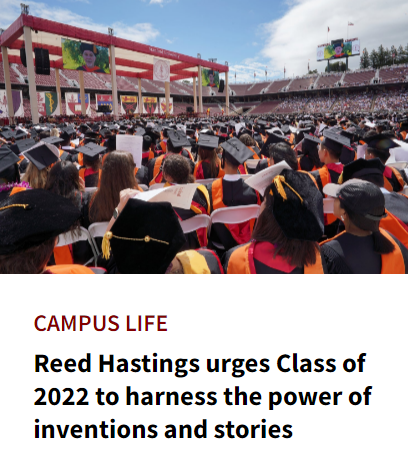 CAMPUS LIFE
Reed Hastings urges Class of
2022 to harness the power of
inventions and stories